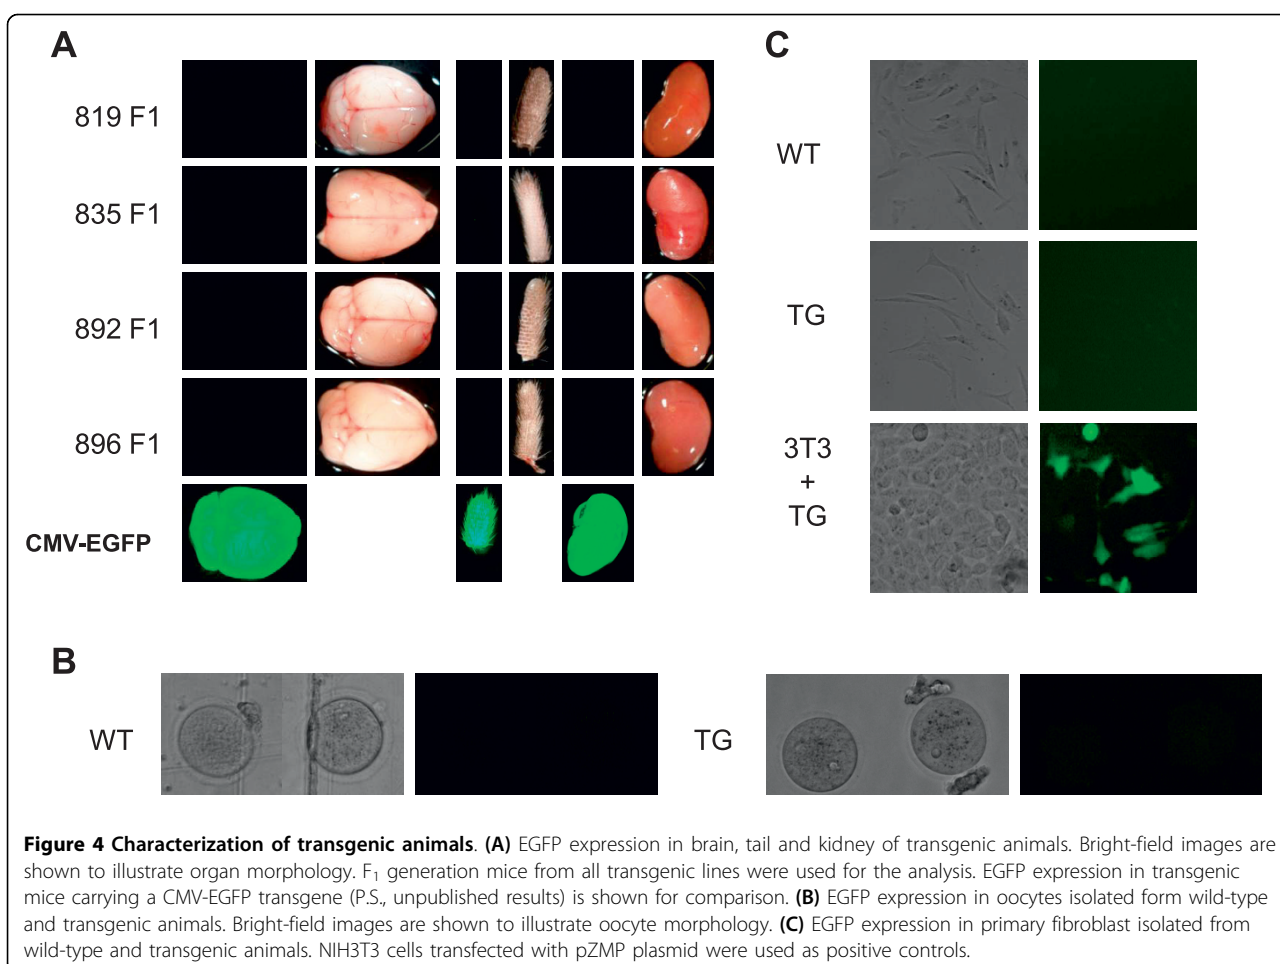 A
C
819 F1
WT
835 F1
TG
892 F1
896 F1
3T3
+
TG
CMV-EGFP
B
WT
TG
Figure 4 Characterization of transgenic animals. (A) EGFP expression in brain, tail and kidney of transgenic animals. Bright-field images are
shown to illustrate organ morphology. F₁ generation mice from all transgenic lines were used for the analysis. EGFP expression in transgenic
mice carrying a CMV-EGFP transgene (P.S., unpublished results) is shown for comparison. (B) EGFP expression in oocytes isolated form wild-type
and transgenic animals. Bright-field images are shown to illustrate oocyte morphology. (C) EGFP expression in primary fibroblast isolated from
wild-type and transgenic animals. NIH3T3 cells transfected with pZMP plasmid were used as positive controls.